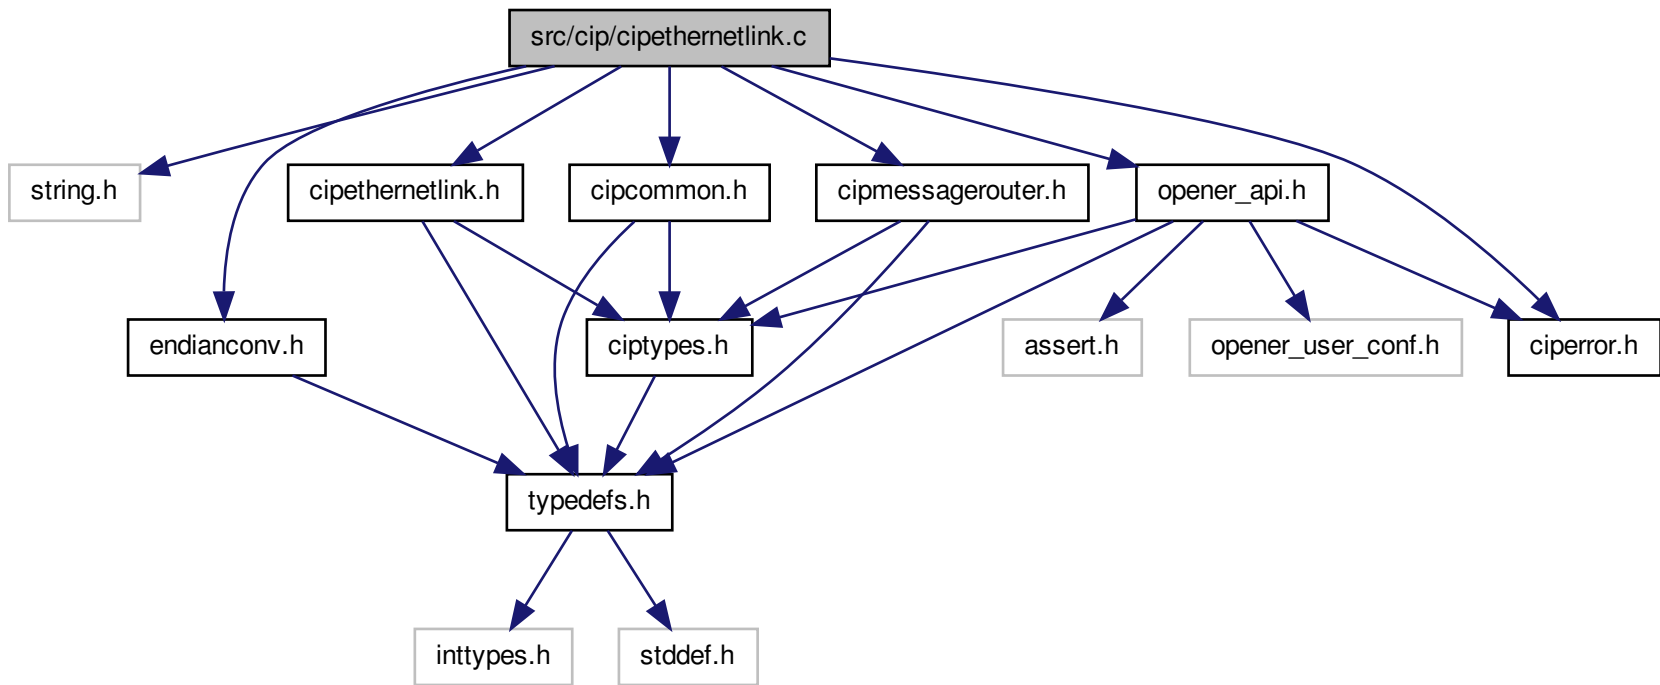 src/cip/cipethernetlink.c
string.h
cipethernetlink.h
cipcommon.h
cipmessagerouter.h
opener_api.h
endianconv.h
ciptypes.h
assert.h
opener_user_conf.h
ciperror.h
typedefs.h
inttypes.h
stddef.h